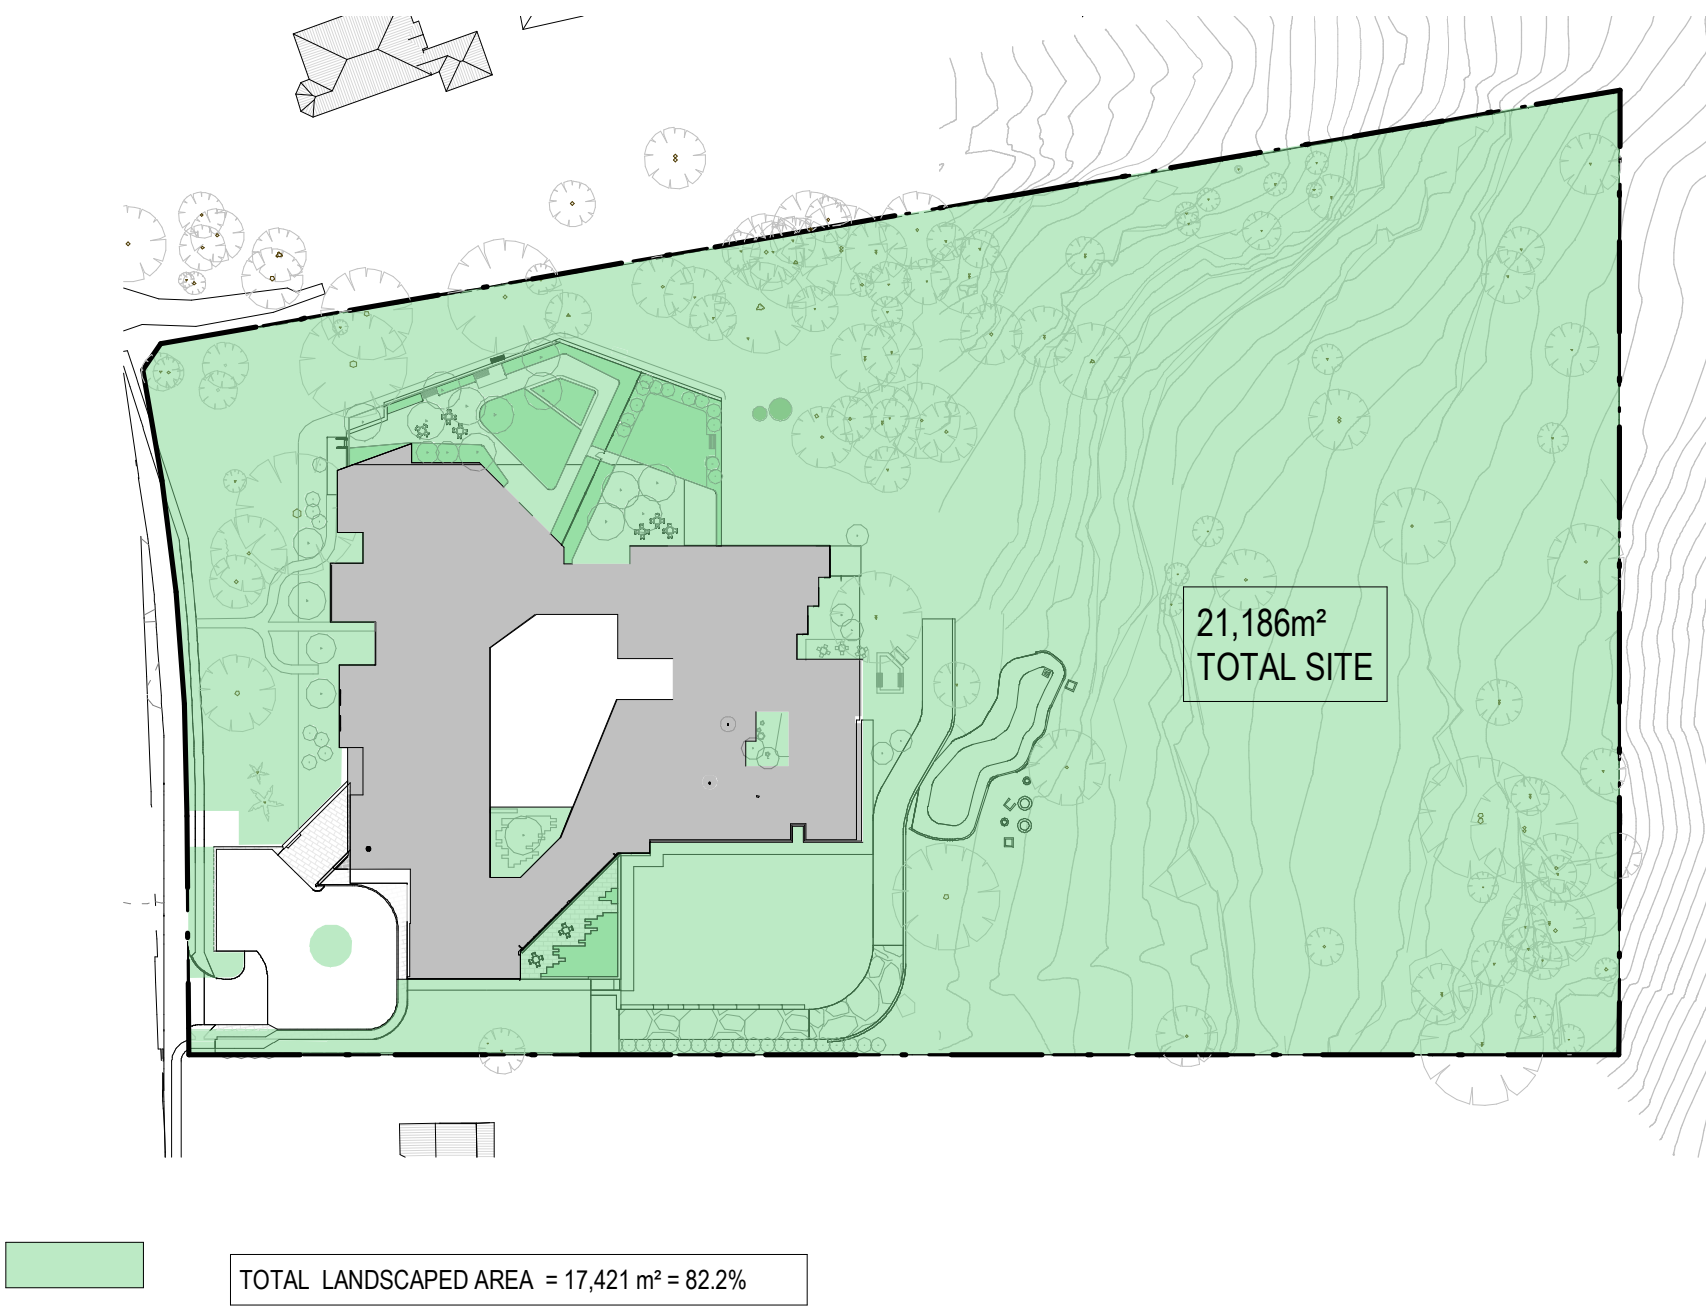 21,186m²
TOTAL SITE
TOTAL LANDSCAPED AREA = 17,421 m² = 82.2%